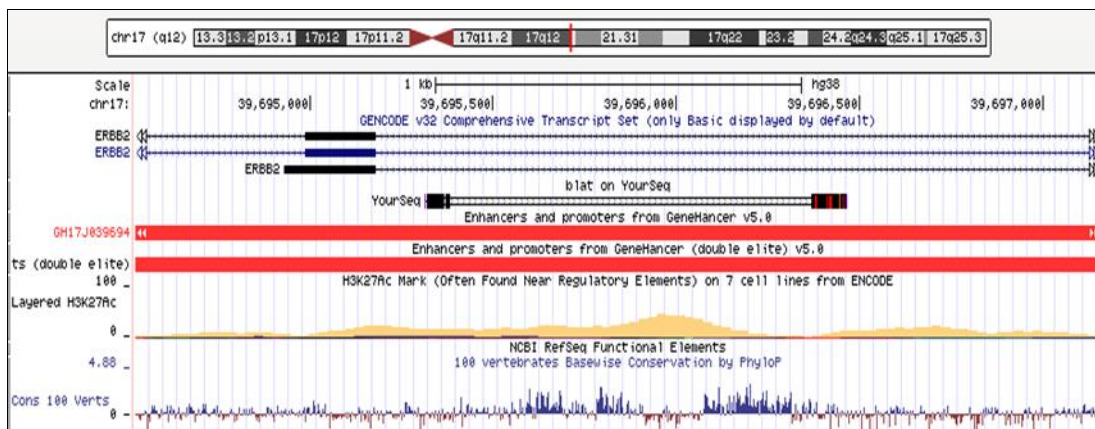 chr17 (q12) 13.3 13.2 p13.1 17p12 17p11.2 17q11.2 17q12 21.31 17q22 23.2 24.2 q24.3 q25.1 17q25.3
Scale 1 kb hg38
chr17: 39,695,000 39,695,500 39,696,000 39,696,500 39,697,000
GENCODE v32 Comprehensive Transcript Set (only Basic displayed by default)
ERBB2
ERBB2
ERBB2
blat on YourSeq
YourSeq
Enhancers and promoters from GeneHancer v5.0
GH17J039694
Enhancers and promoters from GeneHancer (double elite) v5.0
ts (double elite)
100 _ H3K27Ac Mark (Often Found Near Regulatory Elements) on 7 cell lines from ENCODE
Layered H3K27Ac
0 _
NCBI RefSeq Functional Elements
4.88 _ 100 vertebrates Basewise Conservation by PhyloP
Cons 100 Verts 0 -